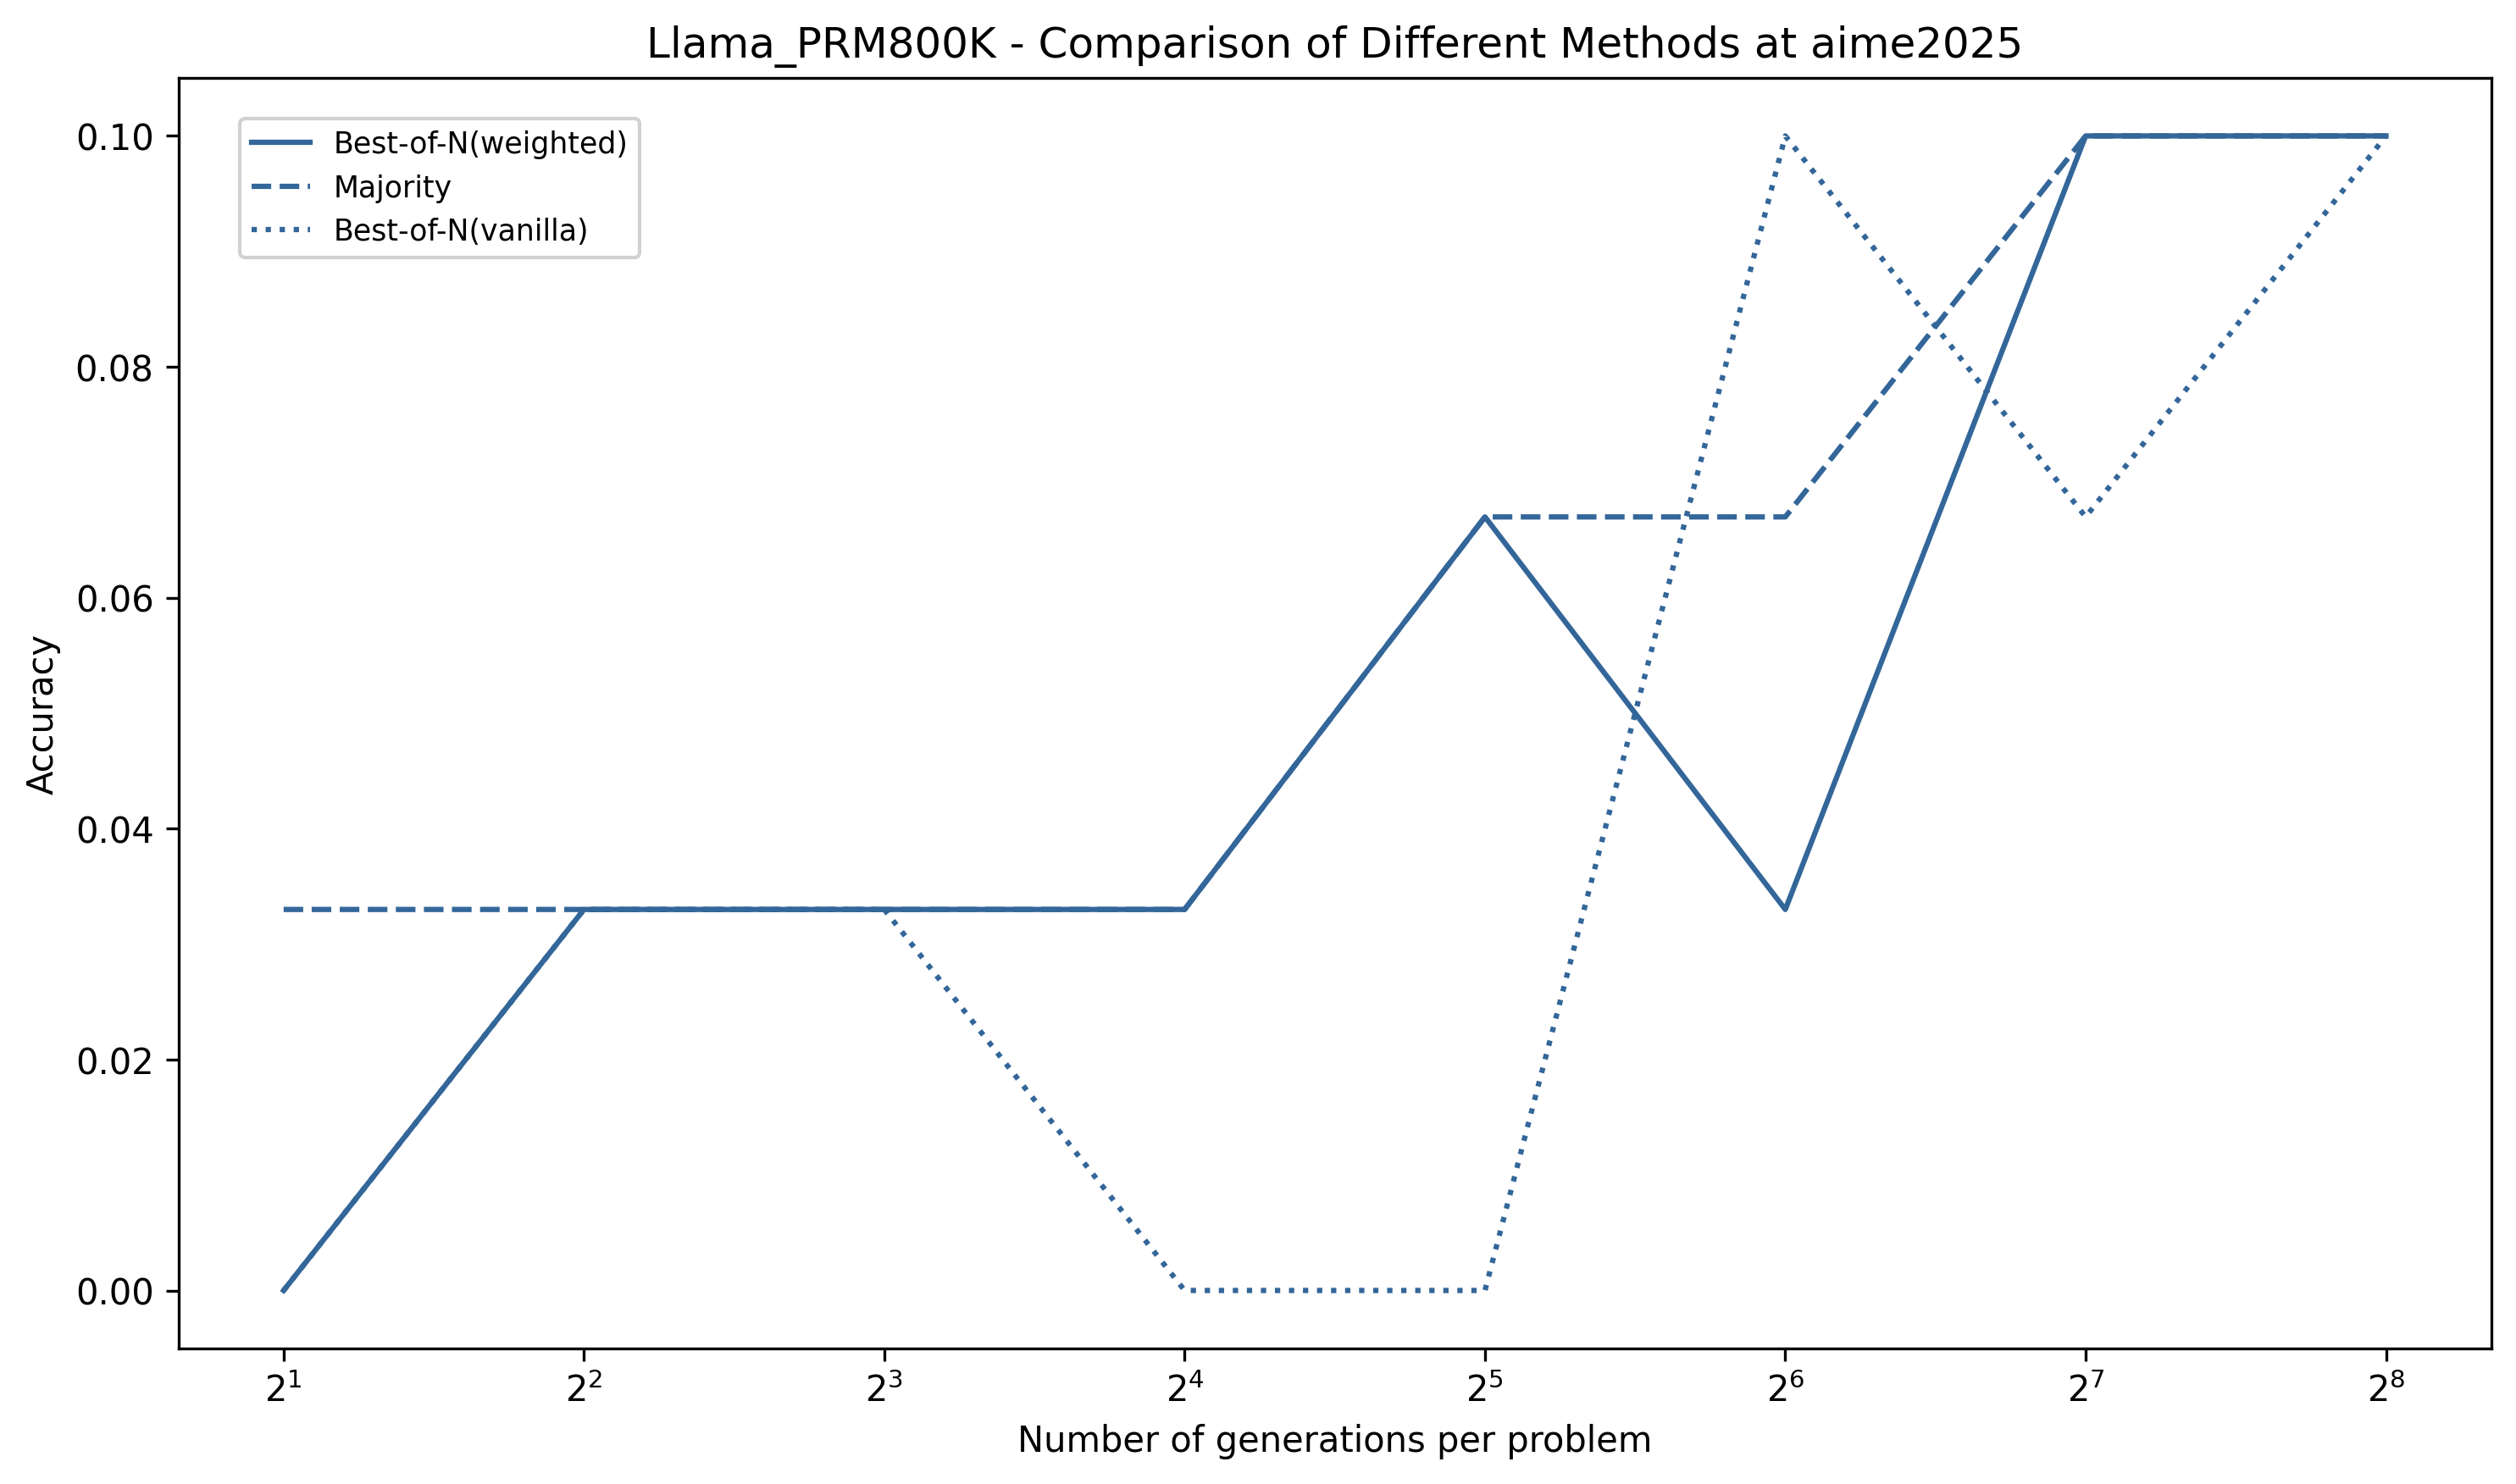 Llama_PRM800K - Comparison of Different Methods at aime2025
Best-of-N(weighted)
Majority
Best-of-N(vanilla)
Accuracy
0.10
0.08
0.06
0.04
0.02
0.00
2¹ 2² 2³ 2⁴ 2⁵ 2⁶ 2⁷ 2⁸
Number of generations per problem